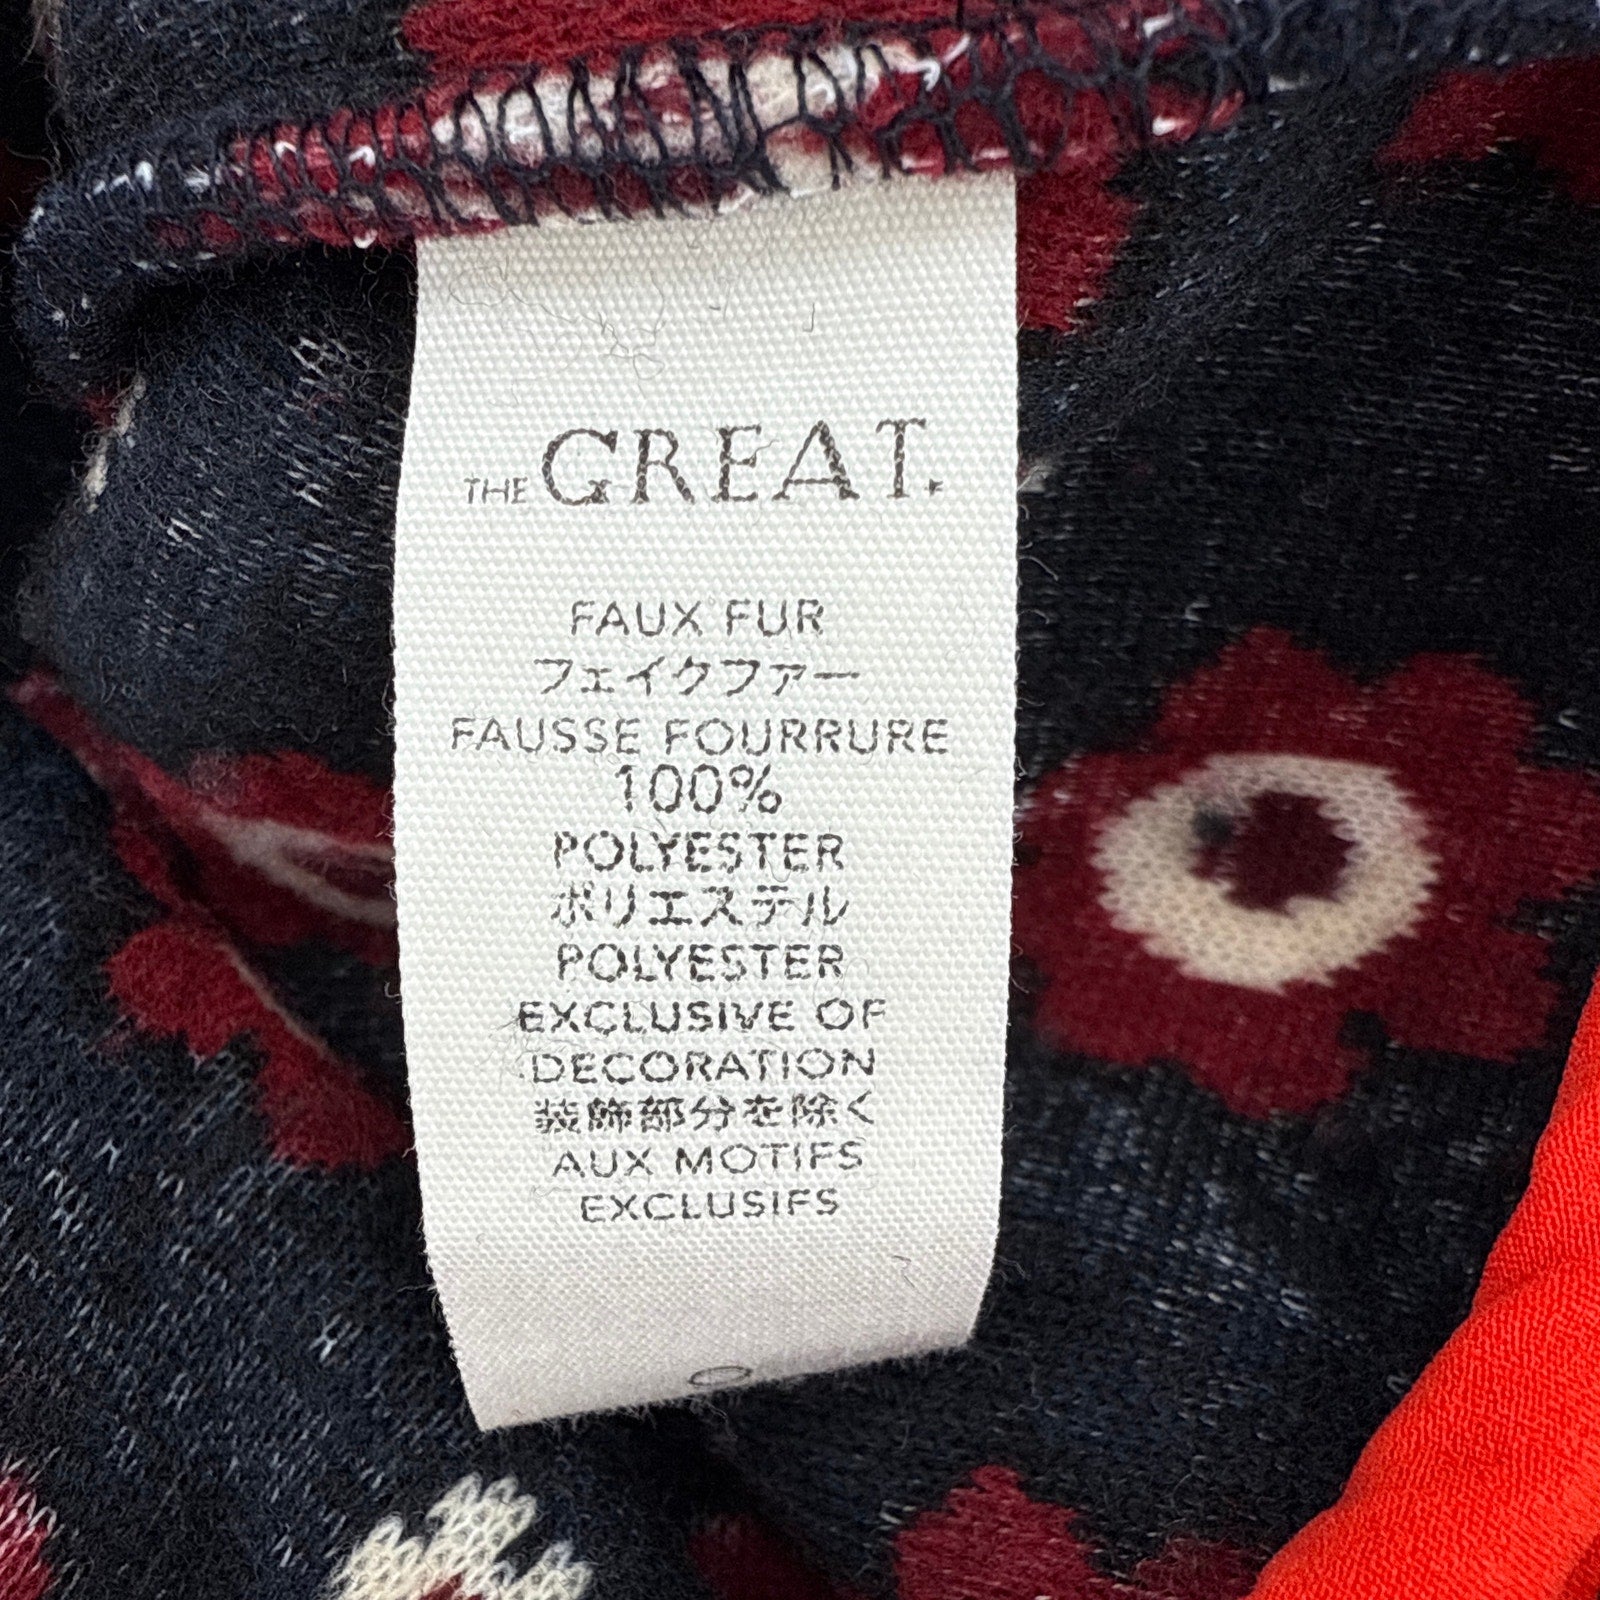 THE GREAT.
FAUX FUR
フェイクファー
FAUSSE FOURRURE
100%
POLYESTER
ポリエステル
POLYESTER
EXCLUSIVE OF
DECORATION
装飾部分を除く
AUX MOTIFS
EXCLUSIFS